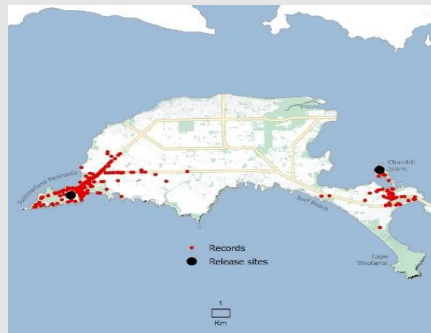 Summerland Peninsula
Churchill
Island
Surf Beach
Cape
Woolamai
Records
Release sites
1
Km